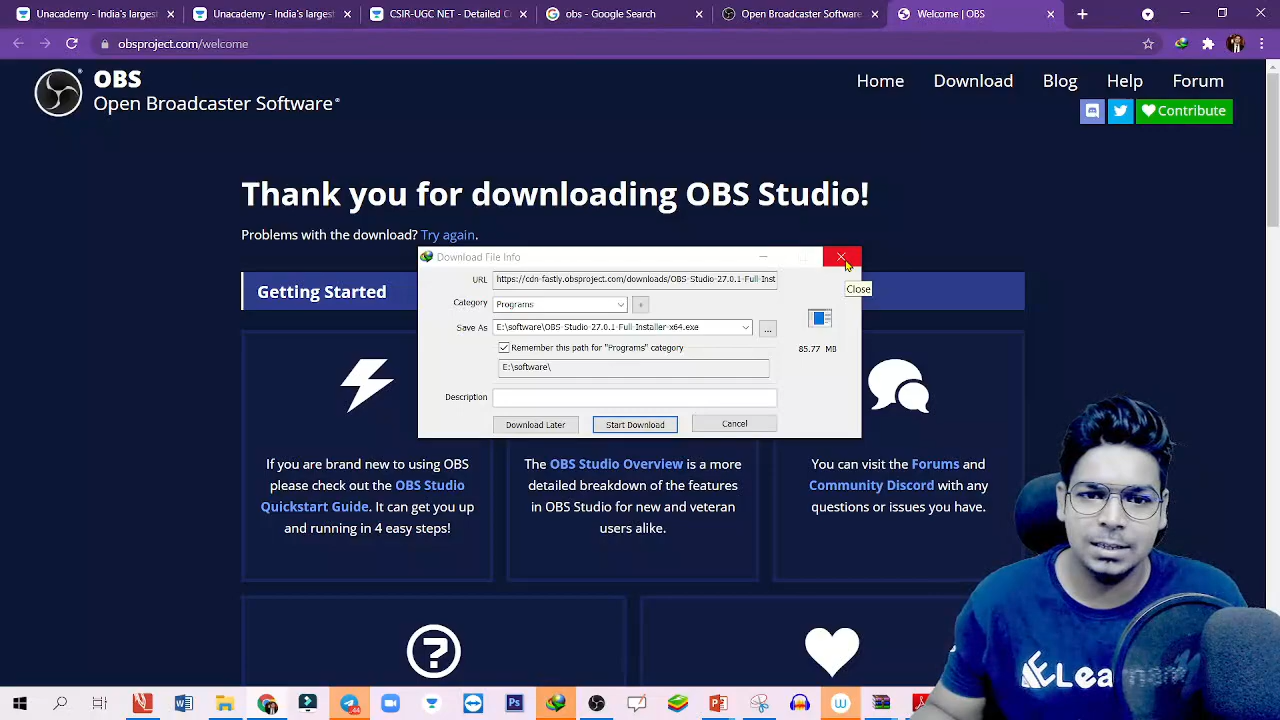 Unacademy - India's largest
Unacademy - India's largest
CSIR-UGC NET - Detailed C
obs - Google Search
Open Broadcaster Software
Welcome | OBS
obsproject.com/welcome
OBS
Open Broadcaster Software
Home
Download
Blog
Help
Forum
Contribute
Thank you for downloading OBS Studio!
Problems with the download? Try again.
Getting Started
Download File Info
Close
URL
https://cdn-fastly.obsproject.com/downloads/OBS-Studio-27.0.1-Full-Inst
Category
Programs
+
Save As
E:\software\OBS-Studio-27.0.1-Full-Installer-x64.exe
...
Remember this path for "Programs" category
85.77 MB
E:\software\
Description
Download Later
Start Download
Cancel
If you are brand new to using OBS
please check out the OBS Studio
Quickstart Guide. It can get you up
and running in 4 easy steps!
The OBS Studio Overview is a more
detailed breakdown of the features
in OBS Studio for new and veteran
users alike.
You can visit the Forums and
Community Discord with any
questions or issues you have.